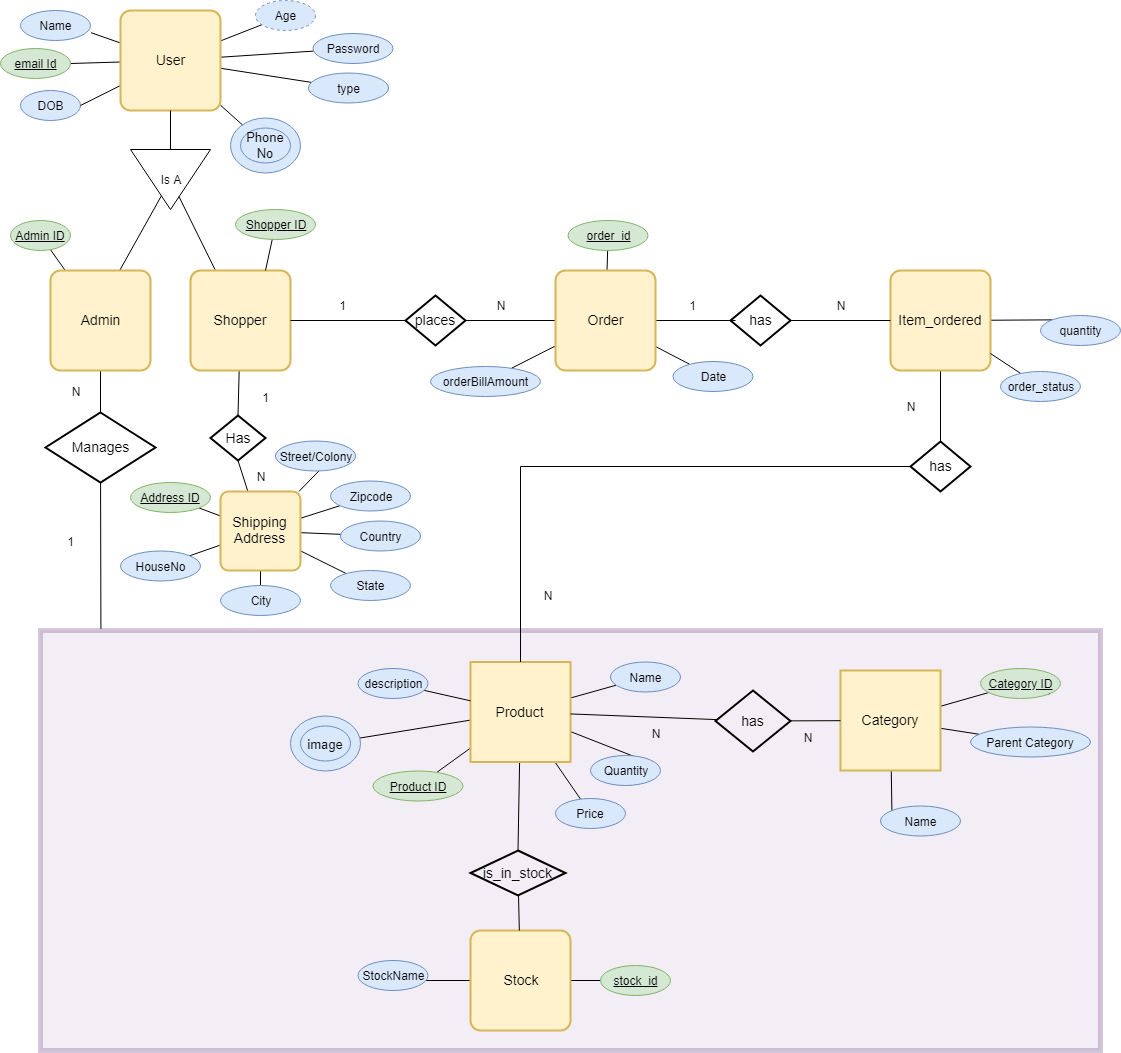 Age
Name
User
Password
email Id
type
DOB
Phone
No
Is A
Admin ID
Shopper ID
order_id
Admin
Shopper
1
places
N
Order
1
has
N
Item_ordered
quantity
orderBillAmount
Date
order_status
N
1
N
Manages
Has
Street/Colony
has
N
Address ID
Zipcode
Shipping
Address
Country
1
HouseNo
State
City
N
description
Name
Category ID
Product
image
N
has
N
Category
Parent Category
Product ID
Quantity
Price
Name
is_in_stock
StockName
Stock
stock_id